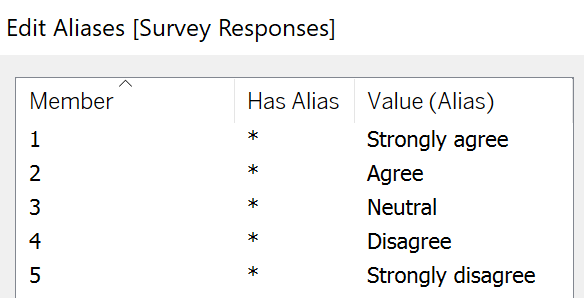 Edit Aliases [Survey Responses]
Member Has Alias Value (Alias)
1 * Strongly agree
2 * Agree
3 * Neutral
4 * Disagree
5 * Strongly disagree